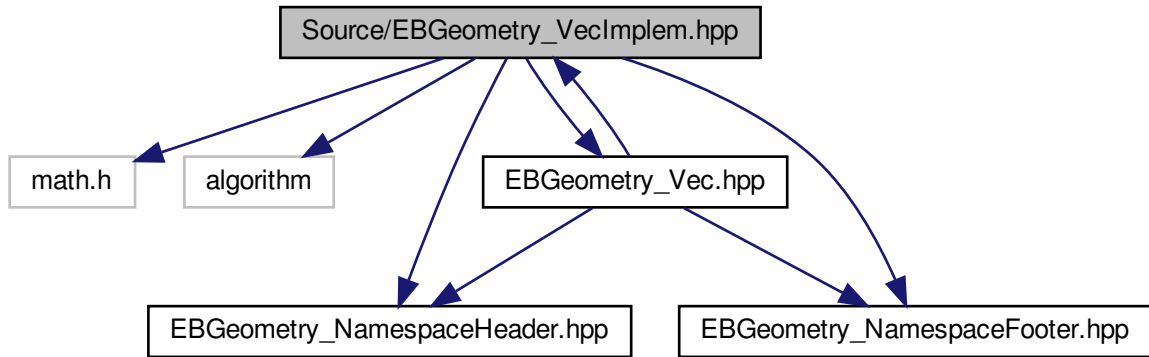 Source/EBGeometry_VecImplem.hpp
math.h
algorithm
EBGeometry_Vec.hpp
EBGeometry_NamespaceHeader.hpp
EBGeometry_NamespaceFooter.hpp